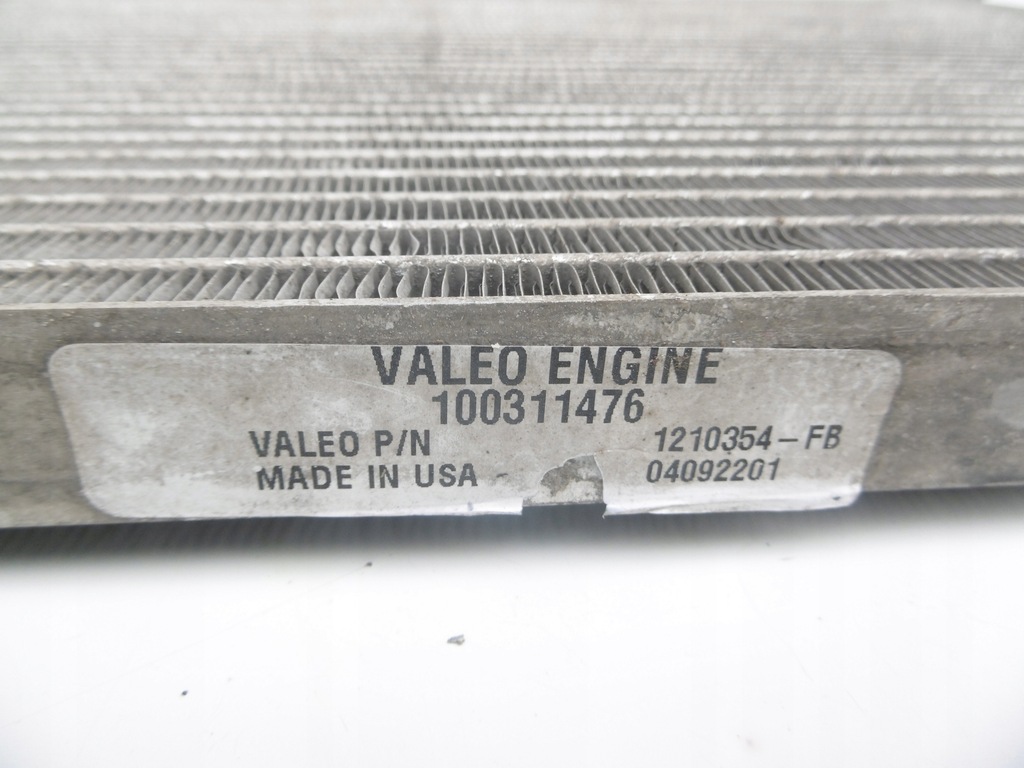 VALEO ENGINE
100311476
VALEO P/N 1210354-FB
MADE IN USA 04092201